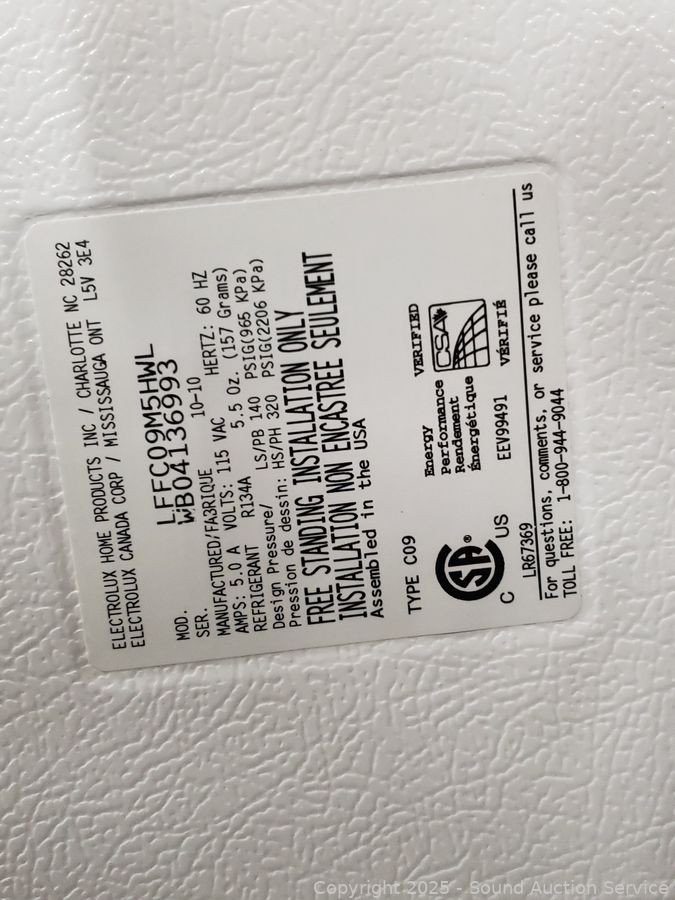 ELECTROLUX HOME PRODUCTS INC / CHARLOTTE NC 28262
ELECTROLUX CANADA CORP / MISSISSAUGA ONT L5V 3E4
MOD. LFFC09M5HWL
SER. WB04136993
MANUFACTURED/FABRIQUE 10-10
AMPS: 5.0 A VOLTS: 115 VAC HERTZ: 60 HZ
REFRIGERANT R134A 5.5 Oz. (157 Grams)
Design Pressure/ LS/PB 140 PSIG(965 KPa)
Pression de dessin: HS/PH 320 PSIG(2206 KPa)
FREE STANDING INSTALLATION ONLY
INSTALLATION NON ENCASTREE SEULEMENT
Assembled in the USA
TYPE C09
Energy VERIFIED
Performance
Rendement
Énergétique
CSA
EEV99491 VÉRIFIÉ
SA ®
C US
LR67369
For questions, comments, or service please call us
TOLL FREE: 1-800-944-9044
Copyright 2025 - Sound Auction Service